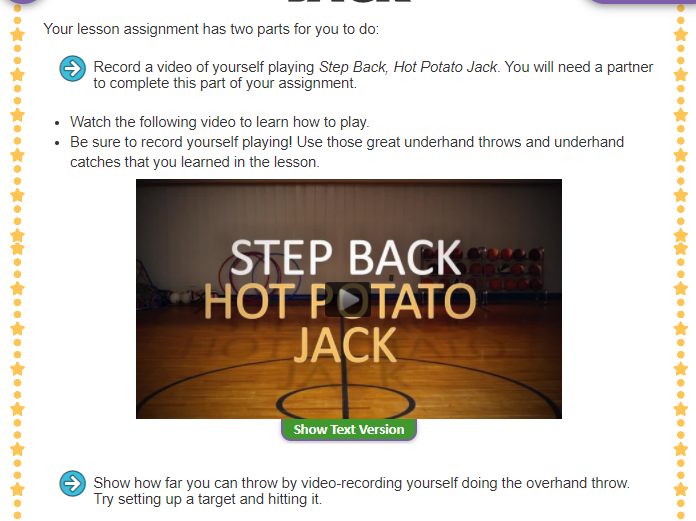 Your lesson assignment has two parts for you to do:
Record a video of yourself playing Step Back, Hot Potato Jack. You will need a partner
to complete this part of your assignment.
• Watch the following video to learn how to play.
• Be sure to record yourself playing! Use those great underhand throws and underhand
catches that you learned in the lesson.
STEP BACK
HOT POTATO
JACK
Show Text Version
Show how far you can throw by video-recording yourself doing the overhand throw.
Try setting up a target and hitting it.